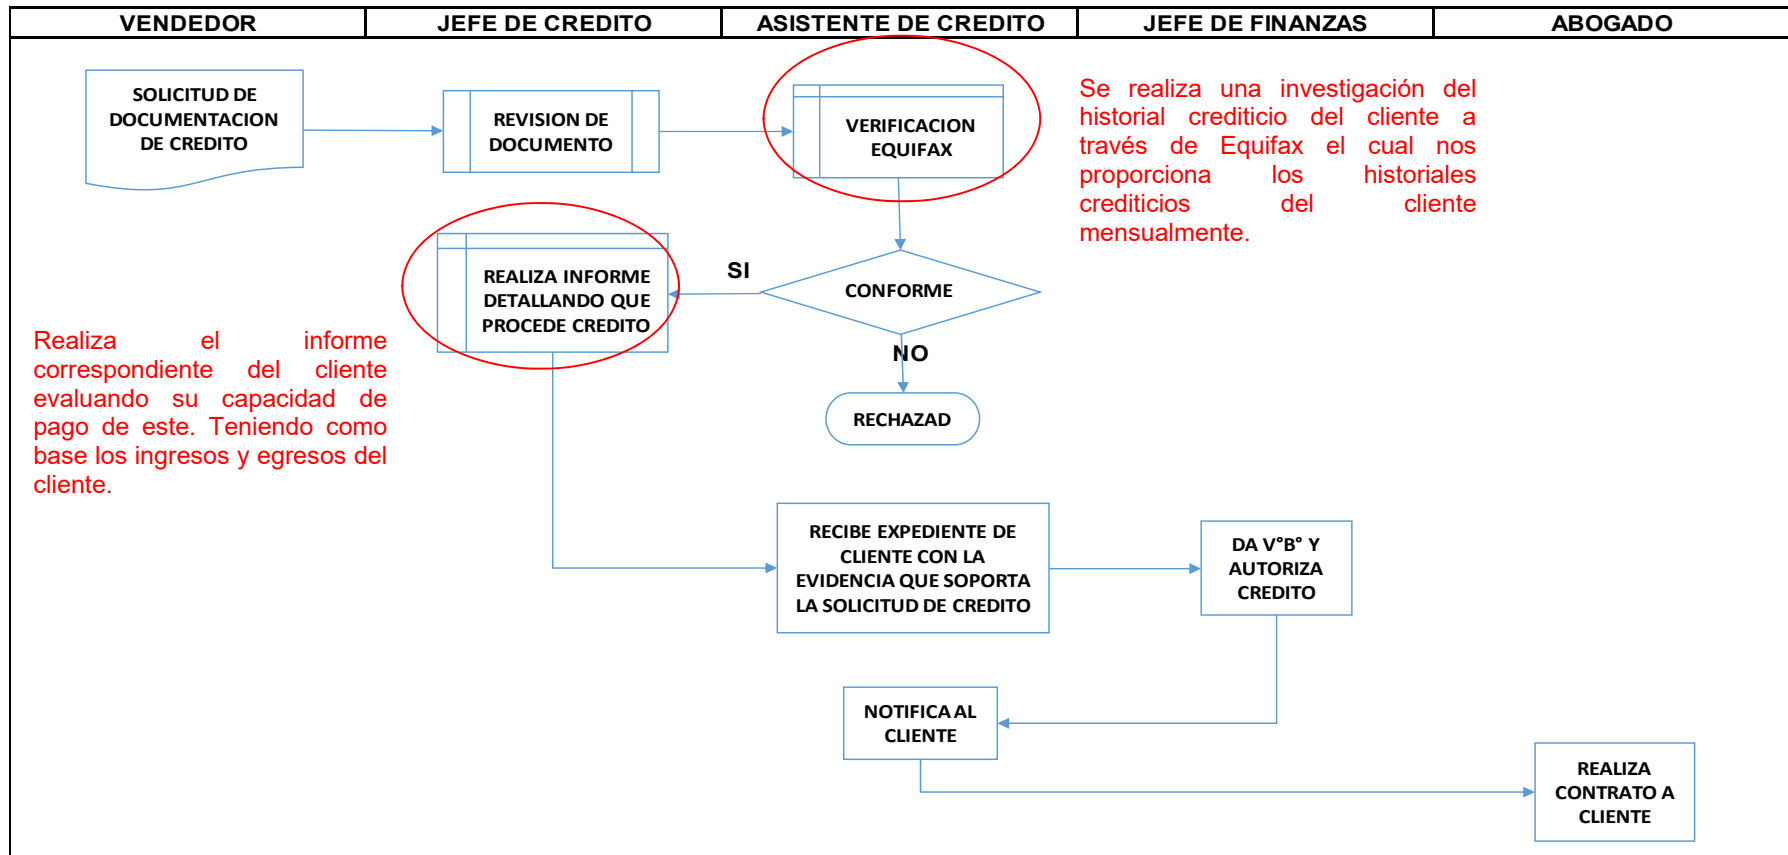 VENDEDOR
JEFE DE CREDITO
ASISTENTE DE CREDITO
JEFE DE FINANZAS
ABOGADO
SOLICITUD DE
DOCUMENTACION
DE CREDITO
REVISION DE
DOCUMENTO
VERIFICACION
EQUIFAX
Se realiza una investigación del
historial crediticio del cliente a
través de Equifax el cual nos
proporciona los historiales
crediticios del cliente
mensualmente.
REALIZA INFORME
DETALLANDO QUE
PROCEDE CREDITO
SI
CONFORME
NO
RECHAZAD
Realiza el informe
correspondiente del cliente
evaluando su capacidad de
pago de este. Teniendo como
base los ingresos y egresos del
cliente.
RECIBE EXPEDIENTE DE
CLIENTE CON LA
EVIDENCIA QUE SOPORTA
LA SOLICITUD DE CREDITO
DA V°B° Y
AUTORIZA
CREDITO
NOTIFICA AL
CLIENTE
REALIZA
CONTRATO A
CLIENTE